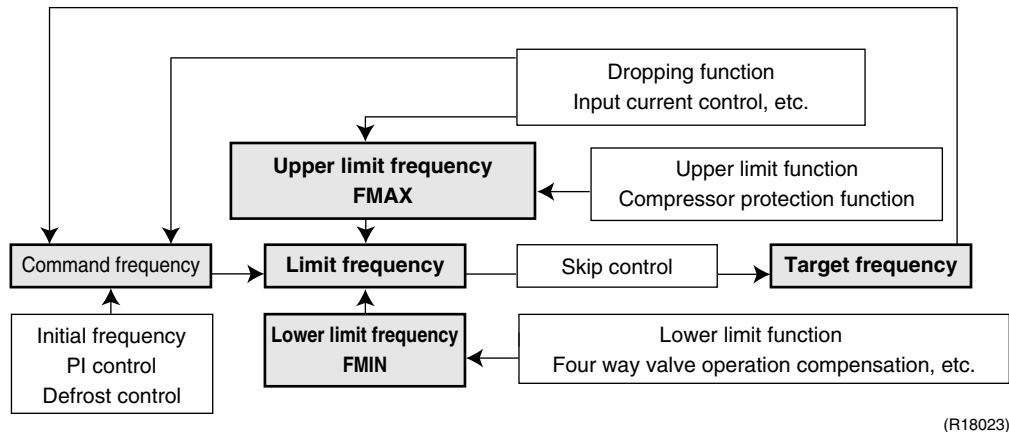 Dropping function
Input current control, etc.
Upper limit frequency
FMAX
Upper limit function
Compressor protection function
Command frequency
Limit frequency
Skip control
Target frequency
Initial frequency
PI control
Defrost control
Lower limit frequency
FMIN
Lower limit function
Four way valve operation compensation, etc.
(R18023)